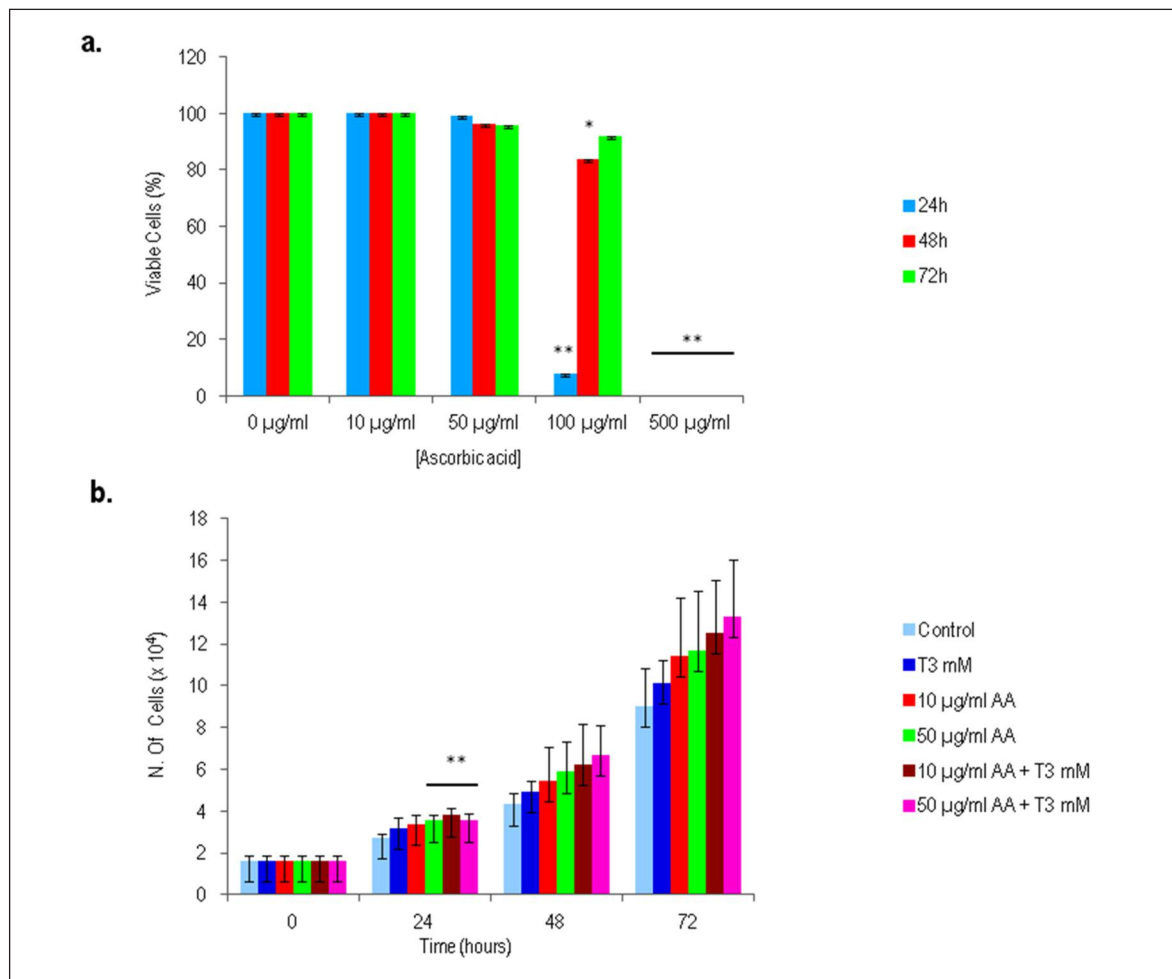 a.
120
100
80
60
40
20
0
Viable Cells (%)
*
**
**
0 µg/ml 10 µg/ml 50 µg/ml 100 µg/ml 500 µg/ml
[Ascorbic acid]
24h
48h
72h
b.
18
16
14
12
10
8
6
4
2
0
N. Of Cells (x 10⁴)
**
0 24 48 72
Time (hours)
Control
T3 mM
10 µg/ml AA
50 µg/ml AA
10 µg/ml AA + T3 mM
50 µg/ml AA + T3 mM